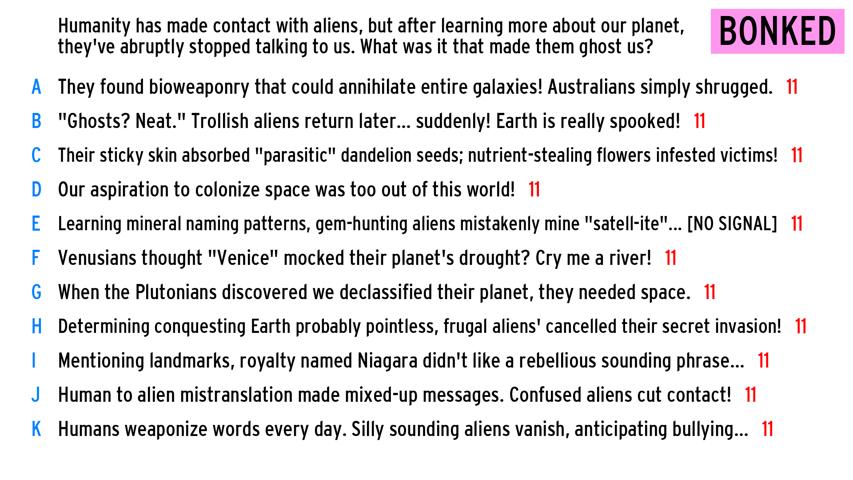 Humanity has made contact with aliens, but after learning more about our planet,
they've abruptly stopped talking to us. What was it that made them ghost us?
BONKED
A They found bioweaponry that could annihilate entire galaxies! Australians simply shrugged. 11
B "Ghosts? Neat." Trollish aliens return later... suddenly! Earth is really spooked! 11
C Their sticky skin absorbed "parasitic" dandelion seeds; nutrient-stealing flowers infested victims! 11
D Our aspiration to colonize space was too out of this world! 11
E Learning mineral naming patterns, gem-hunting aliens mistakenly mine "satell-ite"... [NO SIGNAL] 11
F Venusians thought "Venice" mocked their planet's drought? Cry me a river! 11
G When the Plutonians discovered we declassified their planet, they needed space. 11
H Determining conquesting Earth probably pointless, frugal aliens' cancelled their secret invasion! 11
I Mentioning landmarks, royalty named Niagara didn't like a rebellious sounding phrase... 11
J Human to alien mistranslation made mixed-up messages. Confused aliens cut contact! 11
K Humans weaponize words every day. Silly sounding aliens vanish, anticipating bullying... 11